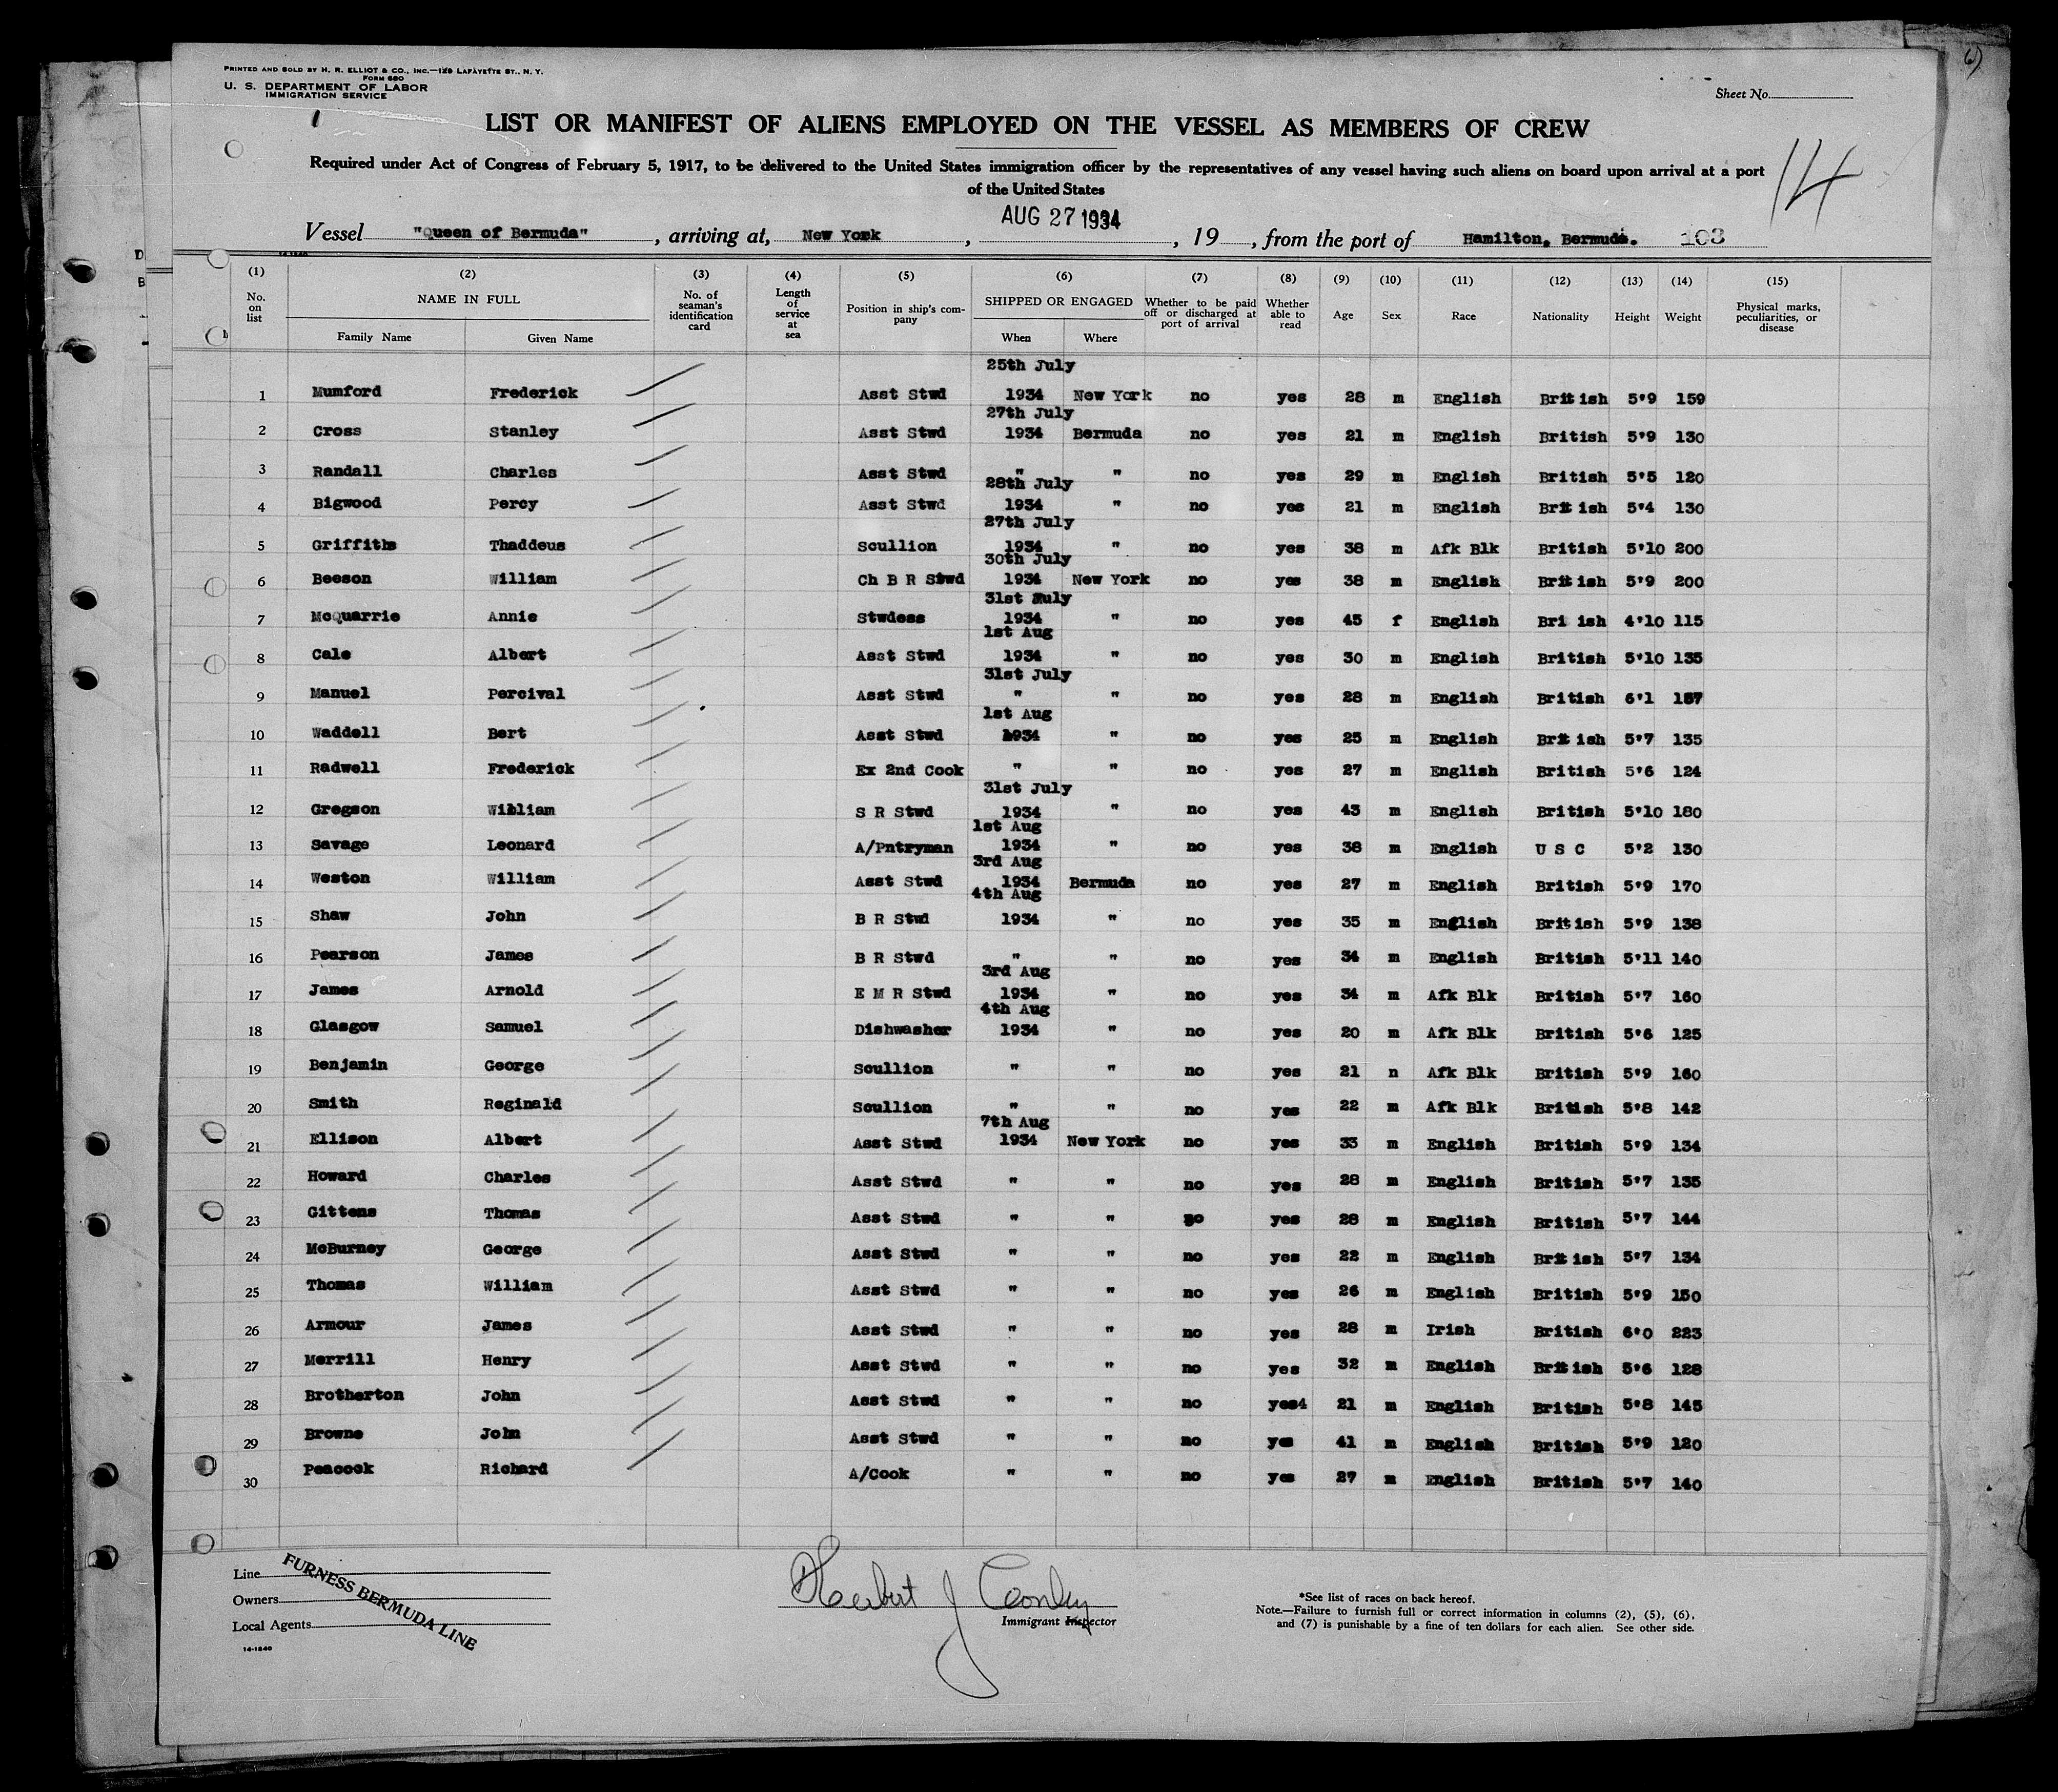 PRINTED AND SOLD BY H. R. ELLIOT & CO., INC.—129 LAFAYETTE ST., N. Y.
FORM 680
U. S. DEPARTMENT OF LABOR
IMMIGRATION SERVICE
Sheet No.
LIST OR MANIFEST OF ALIENS EMPLOYED ON THE VESSEL AS MEMBERS OF CREW
14
Required under Act of Congress of February 5, 1917, to be delivered to the United States immigration officer by the representatives of any vessel having such aliens on board upon arrival at a port
of the United States
AUG 27 1934
Vessel "Queen of Bermuda", arriving at, New York, , 19 , from the port of Hamilton, Bermuda. 103
(1) (2) (3) (4) (5) (6) (7) (8) (9) (10) (11) (12) (13) (14) (15)
No. on list NAME IN FULL Family Name Given Name No. of seaman's identification card Length of service at sea Position in ship's company SHIPPED OR ENGAGED When Where Whether to be paid off or discharged at port of arrival Whether able to read Age Sex Race Nationality Height Weight Physical marks, peculiarities, or disease
25th July
1 Mumford Frederick Asst Stwd 1934 New York no yes 28 m English British 5'9 159
27th July
2 Cross Stanley Asst Stwd 1934 Bermuda no yes 21 m English British 5'9 130
3 Randall Charles Asst Stwd " " no yes 29 m English British 5'5 120
28th July
4 Bigwood Percy Asst Stwd 1934 " no yes 21 m English British 5'4 130
27th July
5 Griffiths Thaddeus Scullion 1934 " no yes 38 m Afk Blk British 5'10 200
30th July
6 Beeson William Ch B R Stwd 1934 New York no yes 38 m English British 5'9 200
31st July
7 McQuarrie Annie Stwdess 1934 " no yes 45 f English Bri ish 4'10 115
1st Aug
8 Cale Albert Asst Stwd 1934 " no yes 30 m English British 5'10 135
31st July
9 Manuel Percival Asst Stwd " " no yes 28 m English British 6'1 157
1st Aug
10 Waddell Bert Asst Stwd 1934 " no yes 25 m English British 5'7 135
11 Radwell Frederick Ex 2nd Cook " " no yes 27 m English British 5'6 124
31st July
12 Gregson William S R Stwd 1934 " no yes 43 m English British 5'10 180
1st Aug
13 Savage Leonard A/Pntryman 1934 " no yes 38 m English U S C 5'2 130
3rd Aug
14 Weston William Asst Stwd 1934 Bermuda no yes 27 m English British 5'9 170
4th Aug
15 Shaw John B R Stwd 1934 " no yes 35 m English British 5'9 138
16 Pearson James B R Stwd " " no yes 34 m English British 5'11 140
3rd Aug
17 James Arnold E M R Stwd 1934 " no yes 34 m Afk Blk British 5'7 160
4th Aug
18 Glasgow Samuel Dishwasher 1934 " no yes 20 m Afk Blk British 5'6 125
19 Benjamin George Scullion " " no yes 21 n Afk Blk British 5'9 160
20 Smith Reginald Scullion " " no yes 22 m Afk Blk British 5'8 142
7th Aug
21 Ellison Albert Asst Stwd 1934 New York no yes 33 m English British 5'9 134
22 Howard Charles Asst Stwd " " no yes 28 m English British 5'7 135
23 Gittens Thomas Asst Stwd " " no yes 28 m English British 5'7 144
24 McBurney George Asst Stwd " " no yes 22 m English British 5'7 134
25 Thomas William Asst Stwd " " no yes 26 m English British 5'9 150
26 Armour James Asst Stwd " " no yes 28 m Irish British 6'0 223
27 Merrill Henry Asst Stwd " " no yes 32 m English British 5'6 128
28 Brotherton John Asst Stwd " " no yes4 21 m English British 5'8 145
29 Browne John Asst Stwd " " no yes 41 m English British 5'9 120
30 Peacock Richard A/Cook " " no yes 27 m English British 5'7 140
Line
Owners
Local Agents
FURNESS BERMUDA LINE
14-1240
Herbert J Conley
Immigrant Inspector
*See list of races on back hereof.
Note.—Failure to furnish full or correct information in columns (2), (5), (6),
and (7) is punishable by a fine of ten dollars for each alien. See other side.